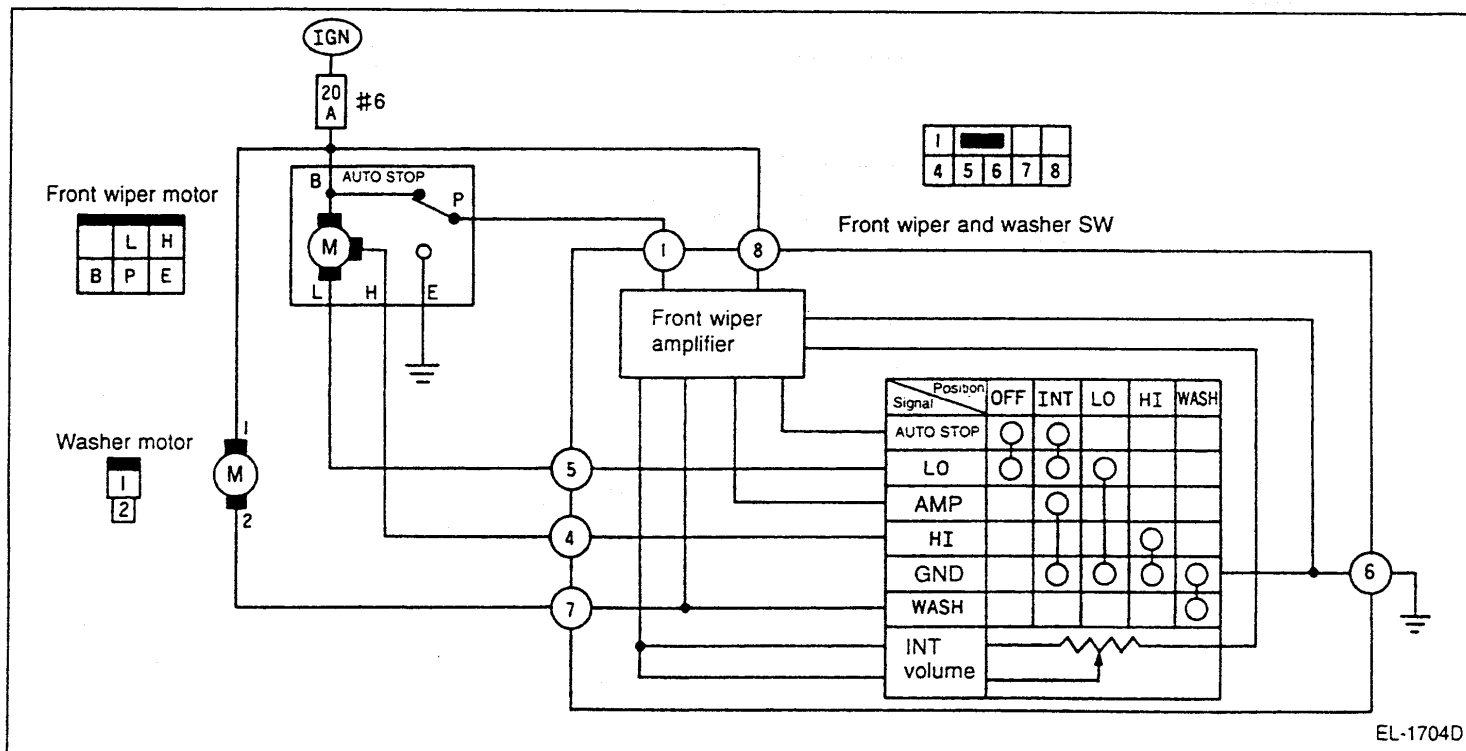 IGN
20
A
#6
Front wiper motor
L H
B P E
B
AUTO STOP
P
M
L H E
1
4 5 6 7 8
Front wiper and washer SW
1
8
Front wiper
amplifier
Washer motor
1
2
1
M
2
5
4
7
6
Position
Signal
OFF INT LO HI WASH
AUTO STOP
LO
AMP
HI
GND
WASH
INT
volume
EL-1704D